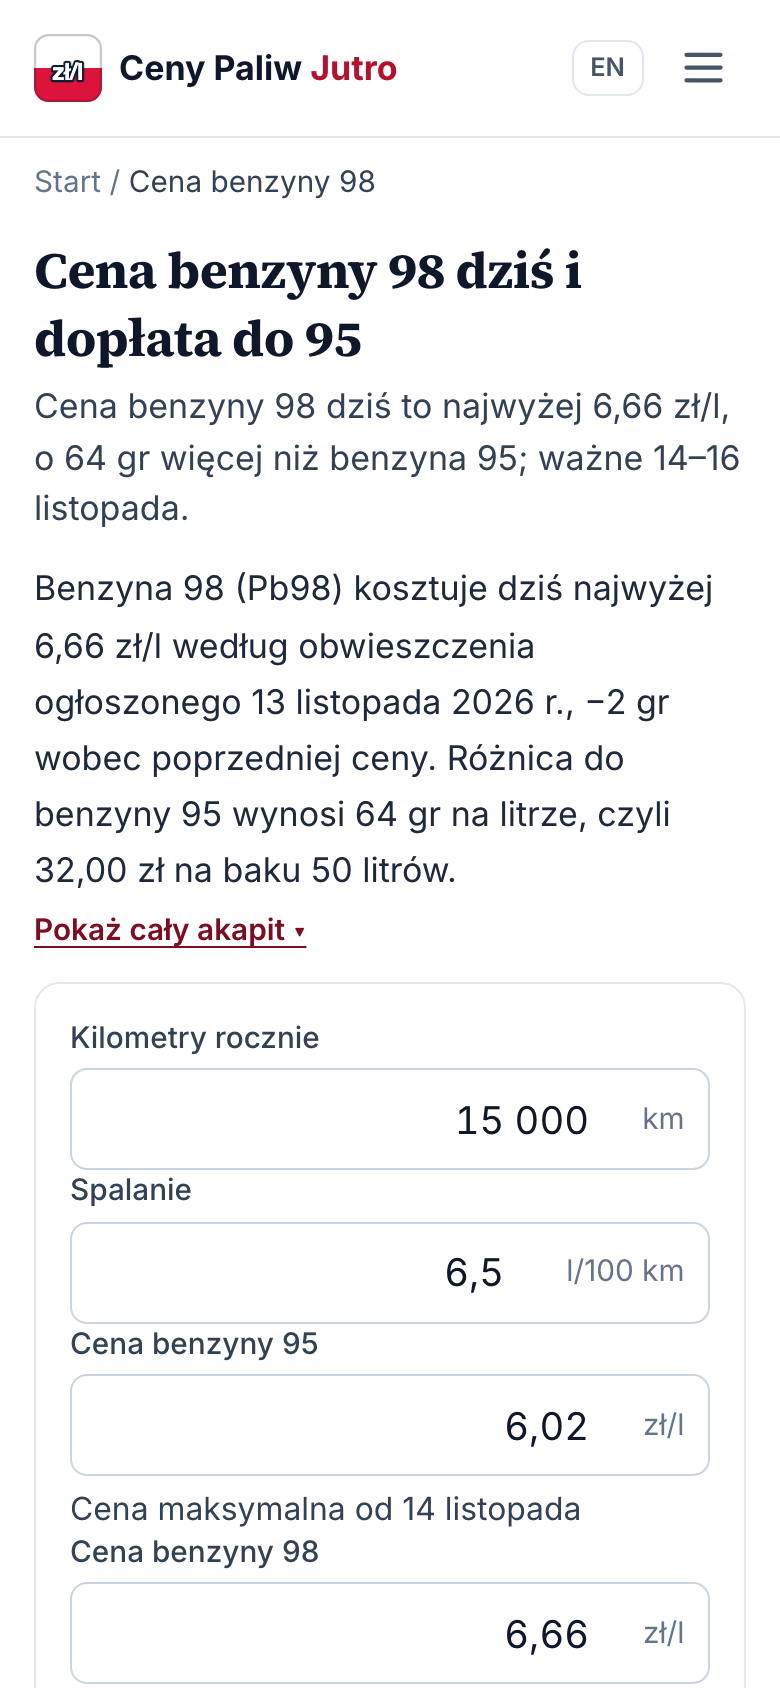 zł/l
Ceny Paliw Jutro
EN
Start / Cena benzyny 98
Cena benzyny 98 dziś i
dopłata do 95
Cena benzyny 98 dziś to najwyżej 6,66 zł/l,
o 64 gr więcej niż benzyna 95; ważne 14–16
listopada.
Benzyna 98 (Pb98) kosztuje dziś najwyżej
6,66 zł/l według obwieszczenia
ogłoszonego 13 listopada 2026 r., −2 gr
wobec poprzedniej ceny. Różnica do
benzyny 95 wynosi 64 gr na litrze, czyli
32,00 zł na baku 50 litrów.
Pokaż cały akapit ▾
Kilometry rocznie
15 000 km
Spalanie
6,5 l/100 km
Cena benzyny 95
6,02 zł/l
Cena maksymalna od 14 listopada
Cena benzyny 98
6,66 zł/l